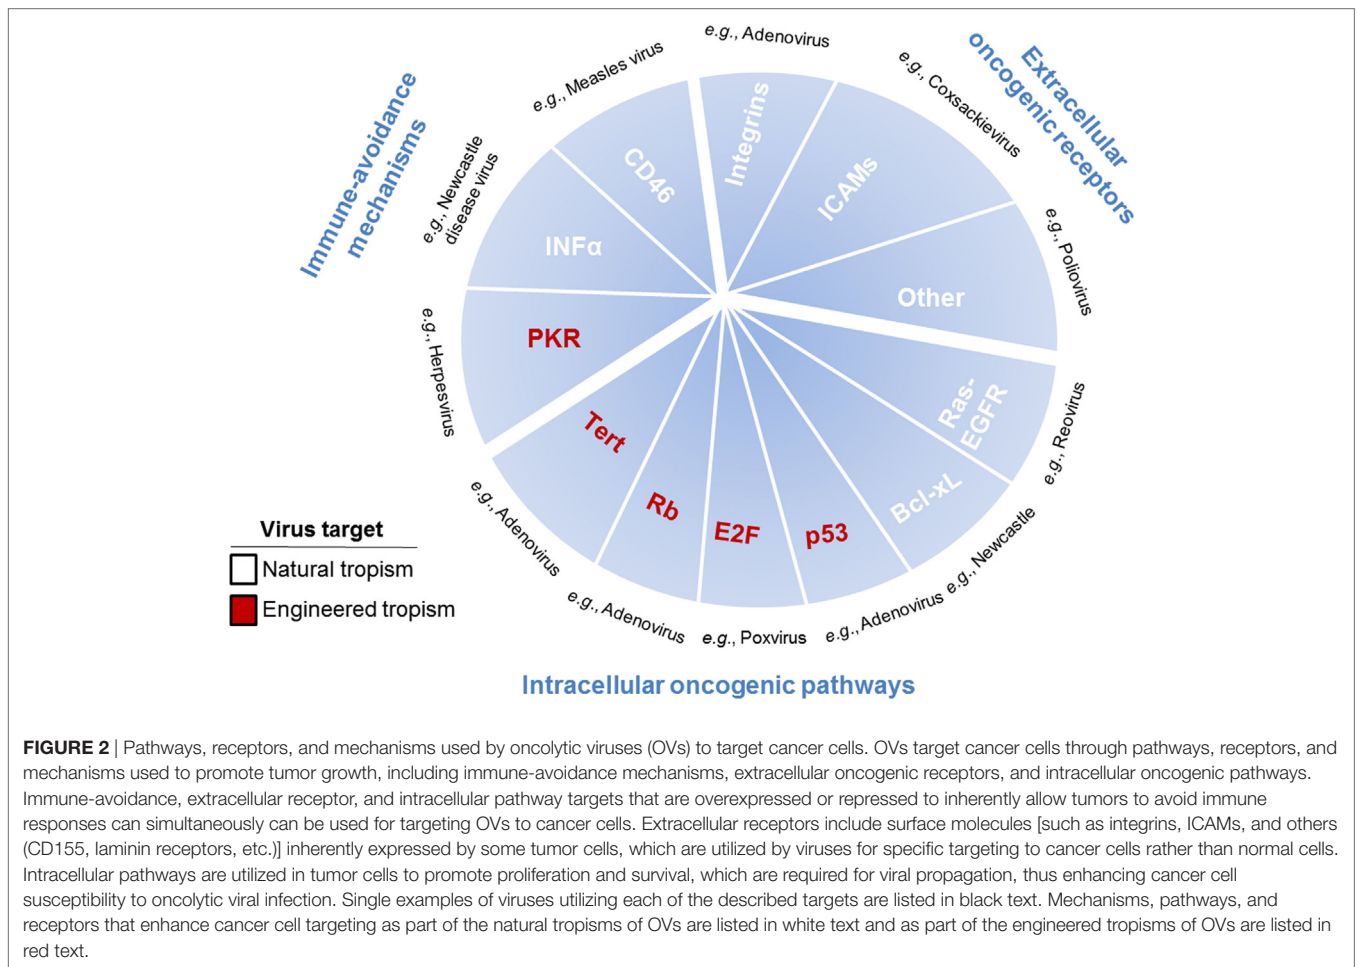 e.g., Adenovirus
e.g., Measles virus
e.g., Coxsackievirus
Extracellular
oncogenic receptors
Immune-avoidance
mechanisms
e.g., Newcastle
disease virus
Integrins
CD46
ICAMs
INFα
e.g., Poliovirus
Other
PKR
e.g., Herpesvirus
Ras-
EGFR
e.g., Reovirus
Tert
Bcl-xL
Rb
E2F
p53
e.g., Adenovirus
e.g., Newcastle
Virus target
Natural tropism
Engineered tropism
e.g., Adenovirus
e.g., Poxvirus
e.g., Adenovirus
Intracellular oncogenic pathways
FIGURE 2 | Pathways, receptors, and mechanisms used by oncolytic viruses (OVs) to target cancer cells. OVs target cancer cells through pathways, receptors, and
mechanisms used to promote tumor growth, including immune-avoidance mechanisms, extracellular oncogenic receptors, and intracellular oncogenic pathways.
Immune-avoidance, extracellular receptor, and intracellular pathway targets that are overexpressed or repressed to inherently allow tumors to avoid immune
responses can simultaneously can be used for targeting OVs to cancer cells. Extracellular receptors include surface molecules [such as integrins, ICAMs, and others
(CD155, laminin receptors, etc.)] inherently expressed by some tumor cells, which are utilized by viruses for specific targeting to cancer cells rather than normal cells.
Intracellular pathways are utilized in tumor cells to promote proliferation and survival, which are required for viral propagation, thus enhancing cancer cell
susceptibility to oncolytic viral infection. Single examples of viruses utilizing each of the described targets are listed in black text. Mechanisms, pathways, and
receptors that enhance cancer cell targeting as part of the natural tropisms of OVs are listed in white text and as part of the engineered tropisms of OVs are listed in
red text.